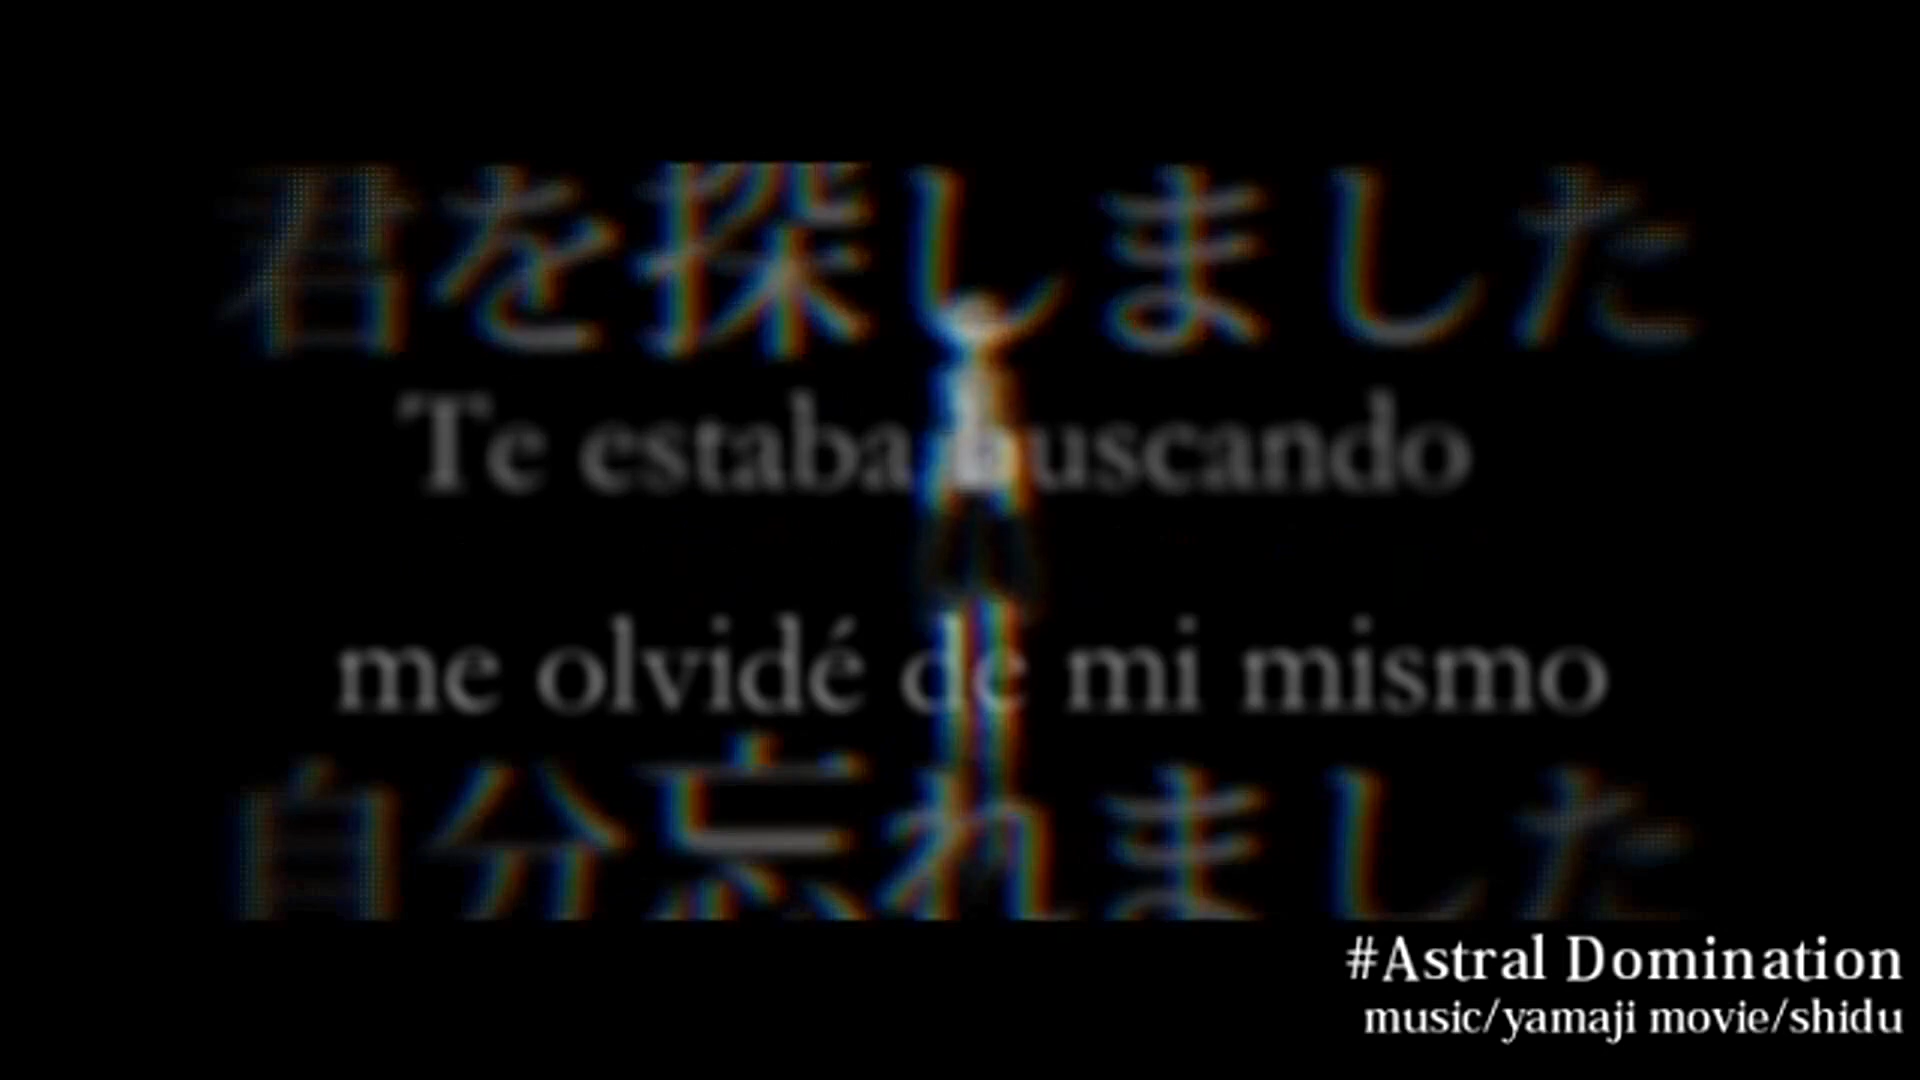 君を探しました
Te estaba buscando
me olvidé de mi mismo
自分忘れました
#Astral Domination
music/yamaji movie/shidu